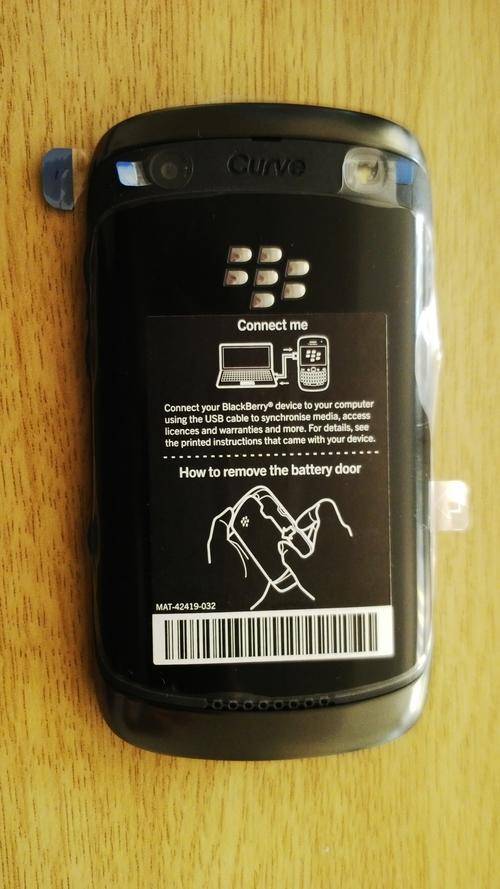 Curve
Connect me
Connect your BlackBerry® device to your computer
using the USB cable to synchronise media, access
licences and warranties and more. For details, see
the printed instructions that came with your device.
How to remove the battery door
MAT-42419-032